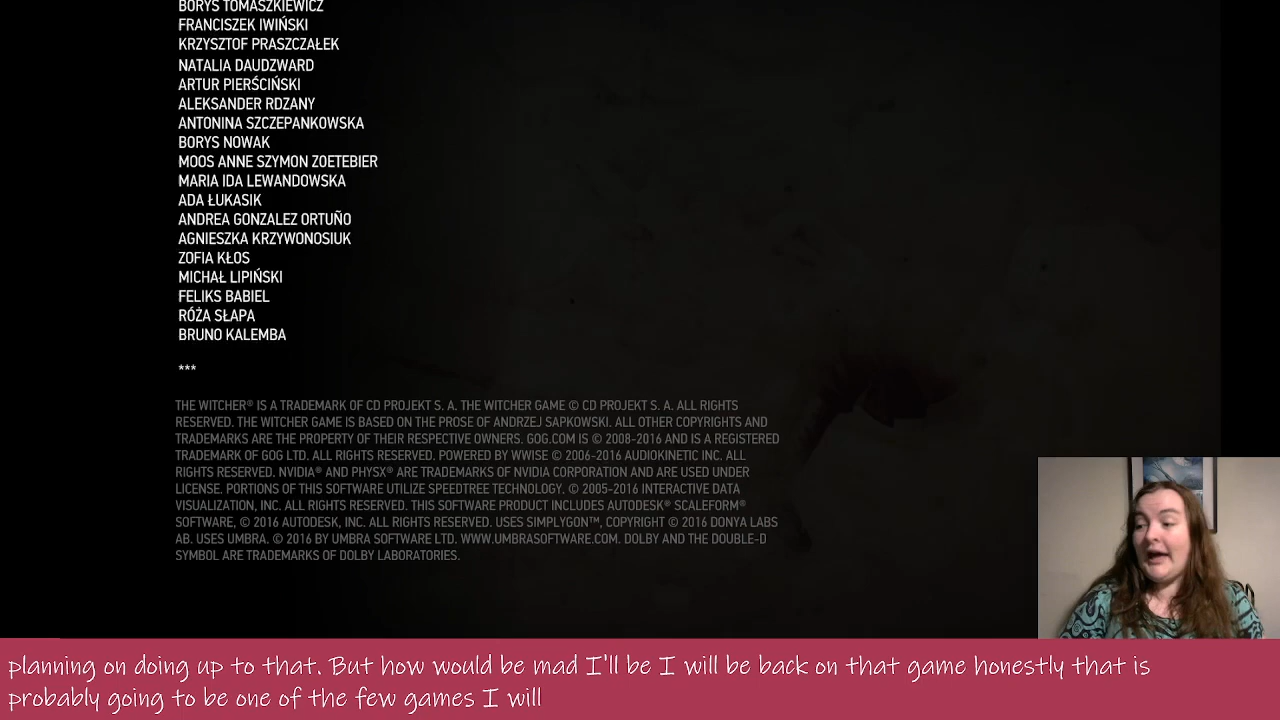 BORYS TOMASZKIEWICZ
FRANCISZEK IWIŃSKI
KRZYSZTOF PRASZCZAŁEK
NATALIA DAUDZWARD
ARTUR PIERŚCIŃSKI
ALEKSANDER RDZANY
ANTONINA SZCZEPANKOWSKA
BORYS NOWAK
MOOS ANNE SZYMON ZOETEBIER
MARIA IDA LEWANDOWSKA
ADA ŁUKASIK
ANDREA GONZALEZ ORTUÑO
AGNIESZKA KRZYWONOSIUK
ZOFIA KŁOS
MICHAŁ LIPIŃSKI
FELIKS BABIEL
RÓŻA SŁAPA
BRUNO KALEMBA
***
THE WITCHER® IS A TRADEMARK OF CD PROJEKT S. A. THE WITCHER GAME © CD PROJEKT S. A. ALL RIGHTS
RESERVED. THE WITCHER GAME IS BASED ON THE PROSE OF ANDRZEJ SAPKOWSKI. ALL OTHER COPYRIGHTS AND
TRADEMARKS ARE THE PROPERTY OF THEIR RESPECTIVE OWNERS. GOG.COM IS © 2008-2016 AND IS A REGISTERED
TRADEMARK OF GOG LTD. ALL RIGHTS RESERVED. POWERED BY WWISE © 2006-2016 AUDIOKINETIC INC. ALL
RIGHTS RESERVED. NVIDIA® AND PHYSX® ARE TRADEMARKS OF NVIDIA CORPORATION AND ARE USED UNDER
LICENSE. PORTIONS OF THIS SOFTWARE UTILIZE SPEEDTREE TECHNOLOGY. © 2005-2016 INTERACTIVE DATA
VISUALIZATION, INC. ALL RIGHTS RESERVED. THIS SOFTWARE PRODUCT INCLUDES AUTODESK® SCALEFORM®
SOFTWARE, © 2016 AUTODESK, INC. ALL RIGHTS RESERVED. USES SIMPLYGON™, COPYRIGHT © 2016 DONYA LABS
AB. USES UMBRA. © 2016 BY UMBRA SOFTWARE LTD. WWW.UMBRASOFTWARE.COM. DOLBY AND THE DOUBLE-D
SYMBOL ARE TRADEMARKS OF DOLBY LABORATORIES.
planning on doing up to that. But how would be mad I'll be I will be back on that game honestly that is
probably going to be one of the few games I will